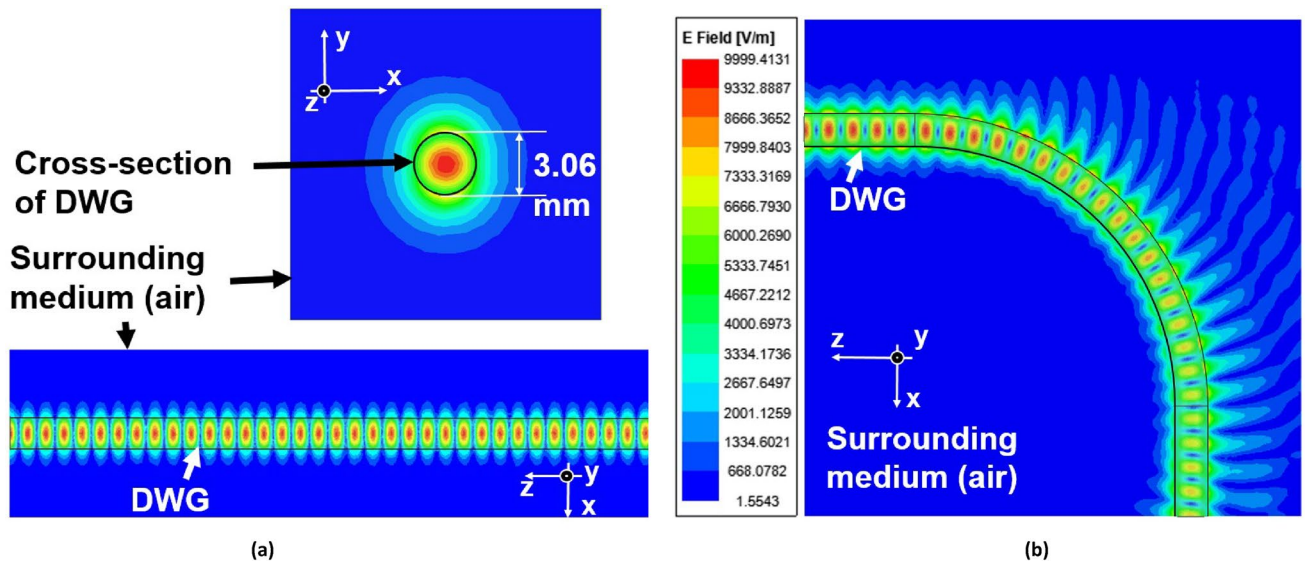 y
x
z
Cross-section
of DWG
3.06
mm
Surrounding
medium (air)
DWG
z
y
x
(a)
E Field [V/m]
9999.4131
9332.8887
8666.3652
7999.8403
7333.3169
6666.7930
6000.2690
5333.7451
4667.2212
4000.6973
3334.1736
2667.6497
2001.1259
1334.6021
668.0782
1.5543
DWG
z
y
x
Surrounding
medium (air)
(b)